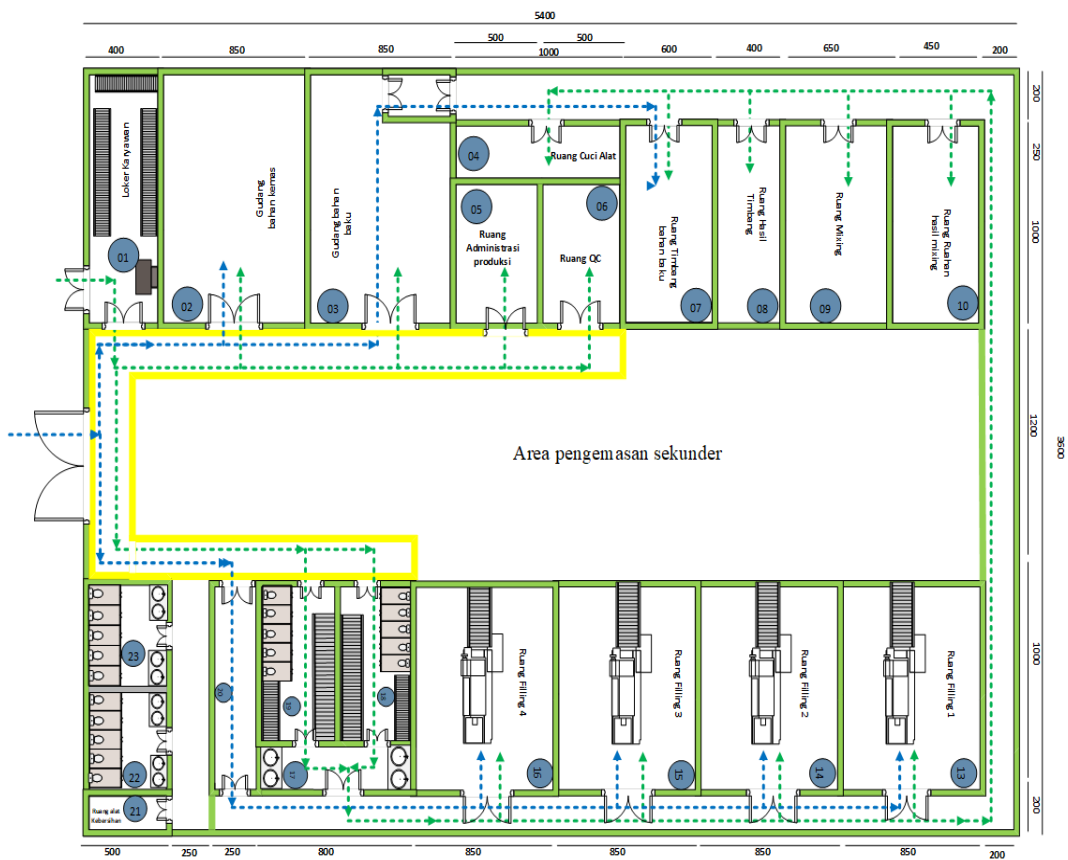 5400
500
500
400
850
850
1000
600
400
650
450
200
Loker Karyawan
Gudang
bahan kemas
Gudang bahan
baku
04
Ruang Cuci Alat
05
06
Ruang
Administrasi
produksi
Ruang QC
Ruang Timbang
bahan baku
Ruang Hasil
Timbang
Ruang Mixing
Ruang Ruahan
hasil mixing
01
02
03
07
08
09
10
200
250
1000
1200
3600
1000
200
Area pengemasan sekunder
23
22
21
Ruang alat
Kebersihan
20
19
18
17
Ruang Filling 4
Ruang Filling 3
Ruang Filling 2
Ruang Filling 1
16
15
14
13
500
250
250
800
850
850
850
850
200